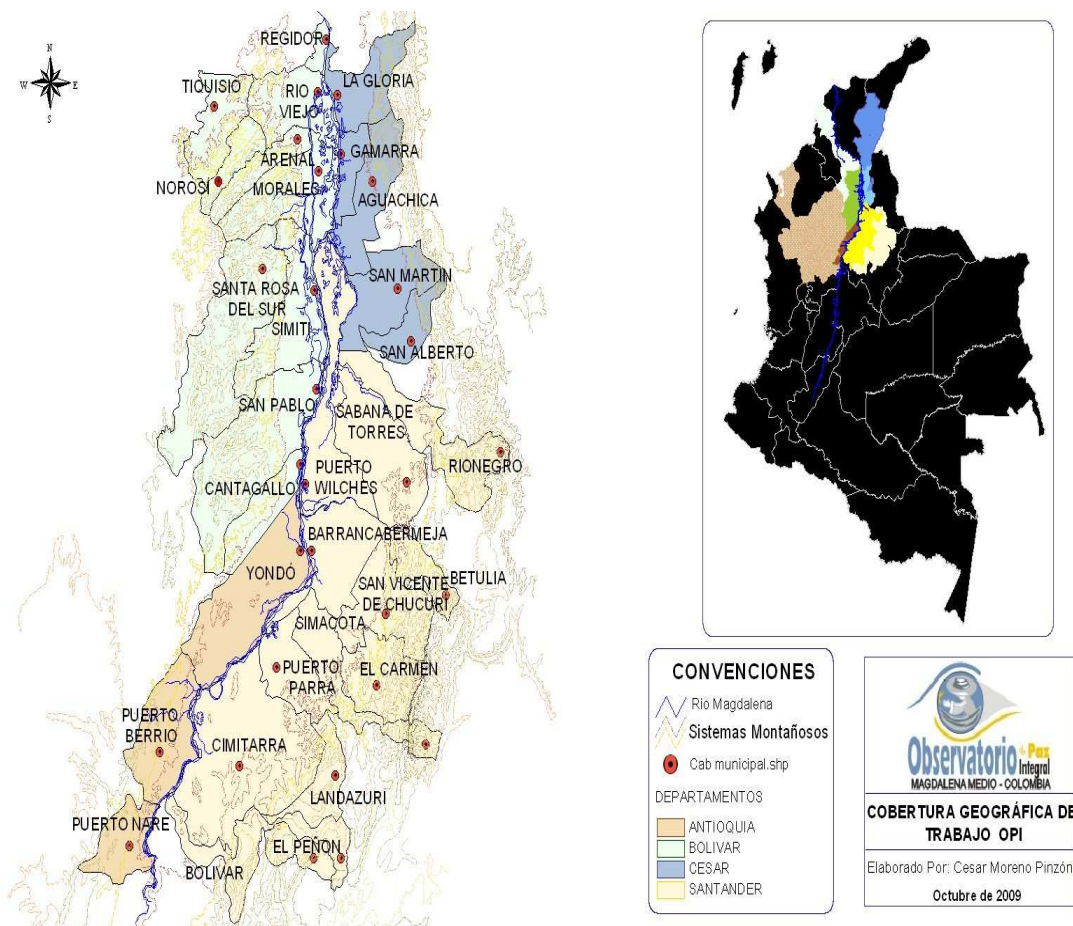 N
W
E
S
REGIDOR
TIQUISIO
RIO
VIEJO
LA GLORIA
ARENAL
GAMARRA
NOROSI
MORALES
AGUACHICA
SANTA ROSA
DEL SUR
SAN MARTIN
SIMITI
SAN ALBERTO
SAN PABLO
SABANA DE
TORRES
CANTAGALLO
PUERTO
WILCHES
RIONEGRO
BARRANCABERMEJA
YONDÓ
SAN VICENTE
DE CHUCURI
BETULIA
SIMACOTA
PUERTO
PARRA
EL CARMEN
PUERTO
BERRIO
CIMITARRA
LANDAZURI
PUERTO NARE
BOLIVAR
EL PEÑON
CONVENCIONES
Rio Magdalena
Sistemas Montañosos
Cab municipal.shp
DEPARTAMENTOS
ANTIOQUIA
BOLIVAR
CESAR
SANTANDER
Observatorio de Paz
Integral
MAGDALENA MEDIO - COLOMBIA
COBERTURA GEOGRÁFICA DE
TRABAJO OPI
Elaborado Por: Cesar Moreno Pinzón
Octubre de 2009